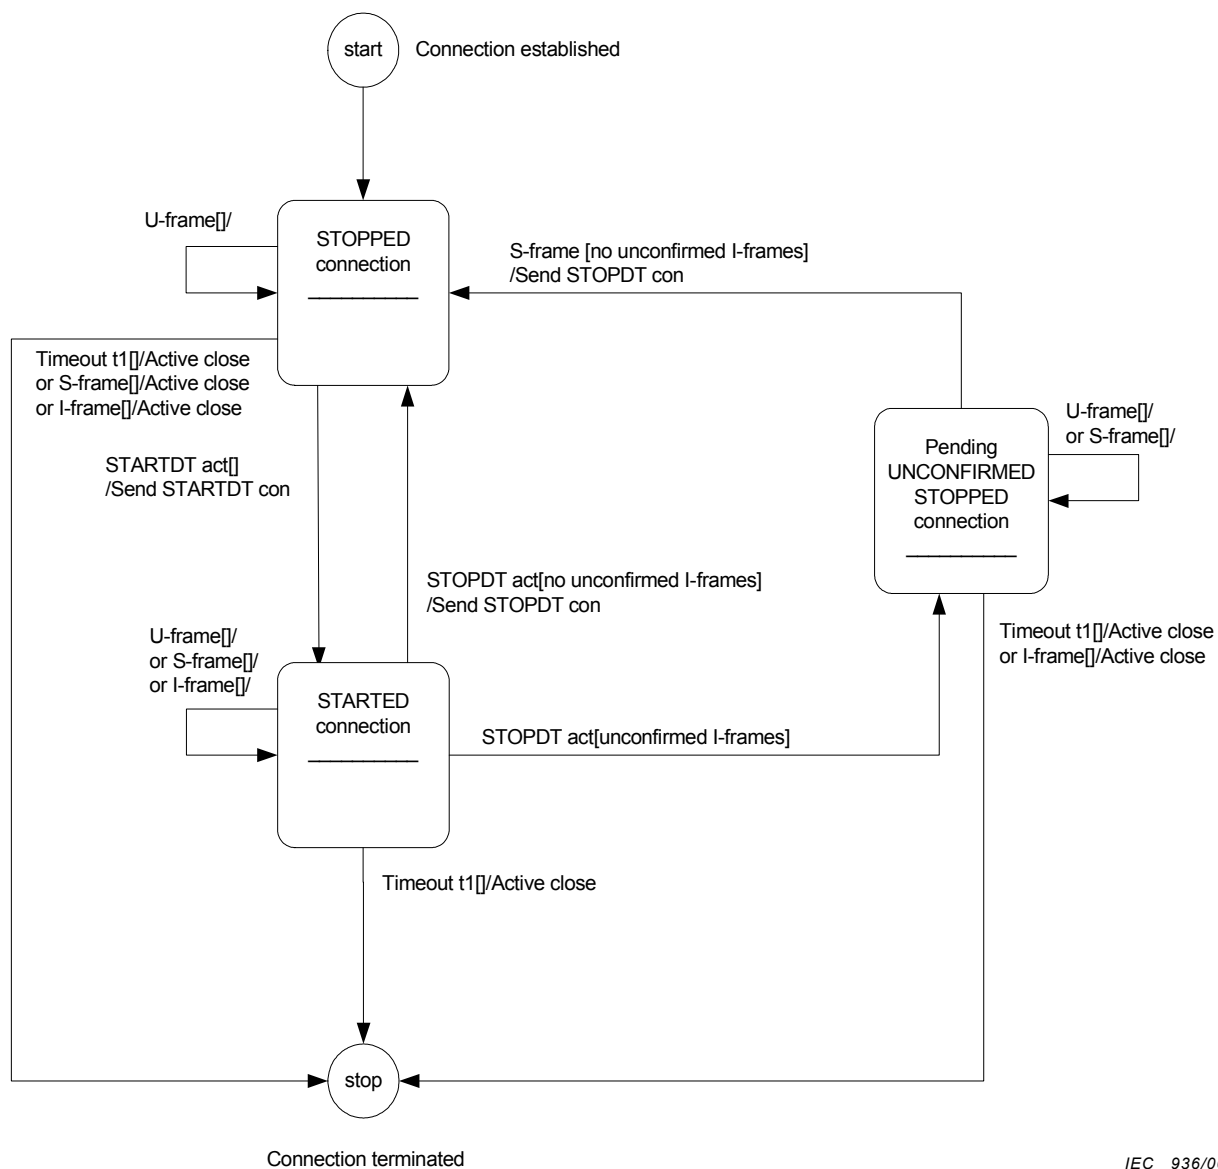 start
Connection established
U-frame[]/
STOPPED
connection
S-frame [no unconfirmed I-frames]
/Send STOPDT con
Timeout t1[]/Active close
or S-frame[]/Active close
or I-frame[]/Active close
U-frame[]/
or S-frame[]/
Pending
UNCONFIRMED
STOPPED
connection
STARTDT act[]
/Send STARTDT con
STOPDT act[no unconfirmed I-frames]
/Send STOPDT con
U-frame[]/
or S-frame[]/
or I-frame[]/
Timeout t1[]/Active close
or I-frame[]/Active close
STARTED
connection
STOPDT act[unconfirmed I-frames]
Timeout t1[]/Active close
stop
Connection terminated
IEC 936/0